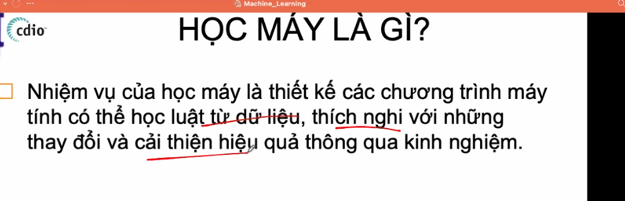 Machine_Learning
cdio
HỌC MÁY LÀ GÌ?
Nhiệm vụ của học máy là thiết kế các chương trình máy
tính có thể học luật từ dữ liệu, thích nghi với những
thay đổi và cải thiện hiệu quả thông qua kinh nghiệm.